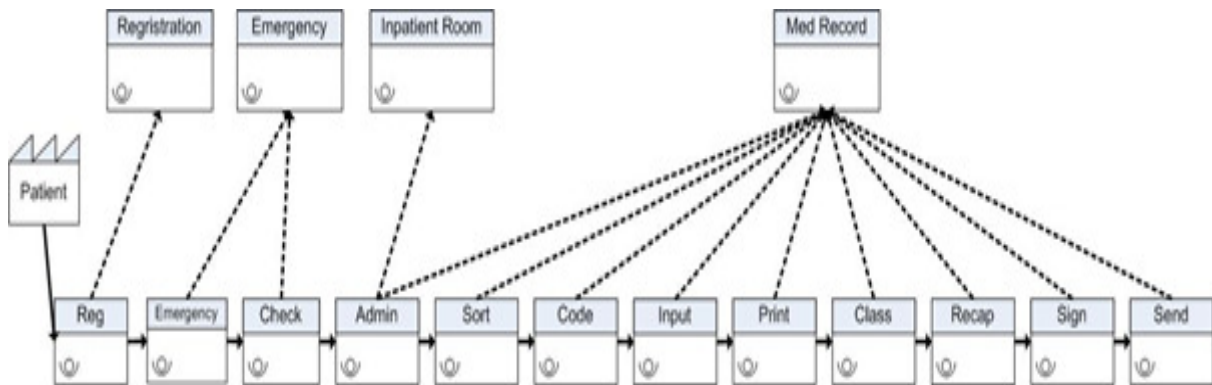 Regristration
Emergency
Inpatient Room
Med Record
Patient
Reg
Emergency
Check
Admin
Sort
Code
Input
Print
Class
Recap
Sign
Send